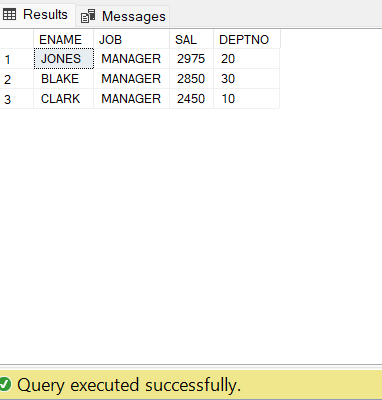 Results Messages
ENAME JOB SAL DEPTNO
1 JONES MANAGER 2975 20
2 BLAKE MANAGER 2850 30
3 CLARK MANAGER 2450 10
Query executed successfully.